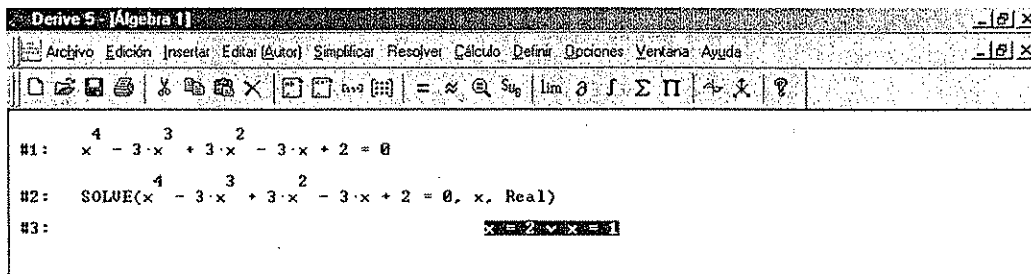 Derive 5 - [Álgebra 1]
Archivo Edición Insertar Editar (Autor) Simplificar Resolver Cálculo Definir Opciones Ventana Ayuda
= ≈ Sub lim ∂ ∫ Σ Π ?
#1: x^4 - 3·x^3 + 3·x^2 - 3·x + 2 = 0
#2: SOLVE(x^4 - 3·x^3 + 3·x^2 - 3·x + 2 = 0, x, Real)
#3: x = 2 ∨ x = 1